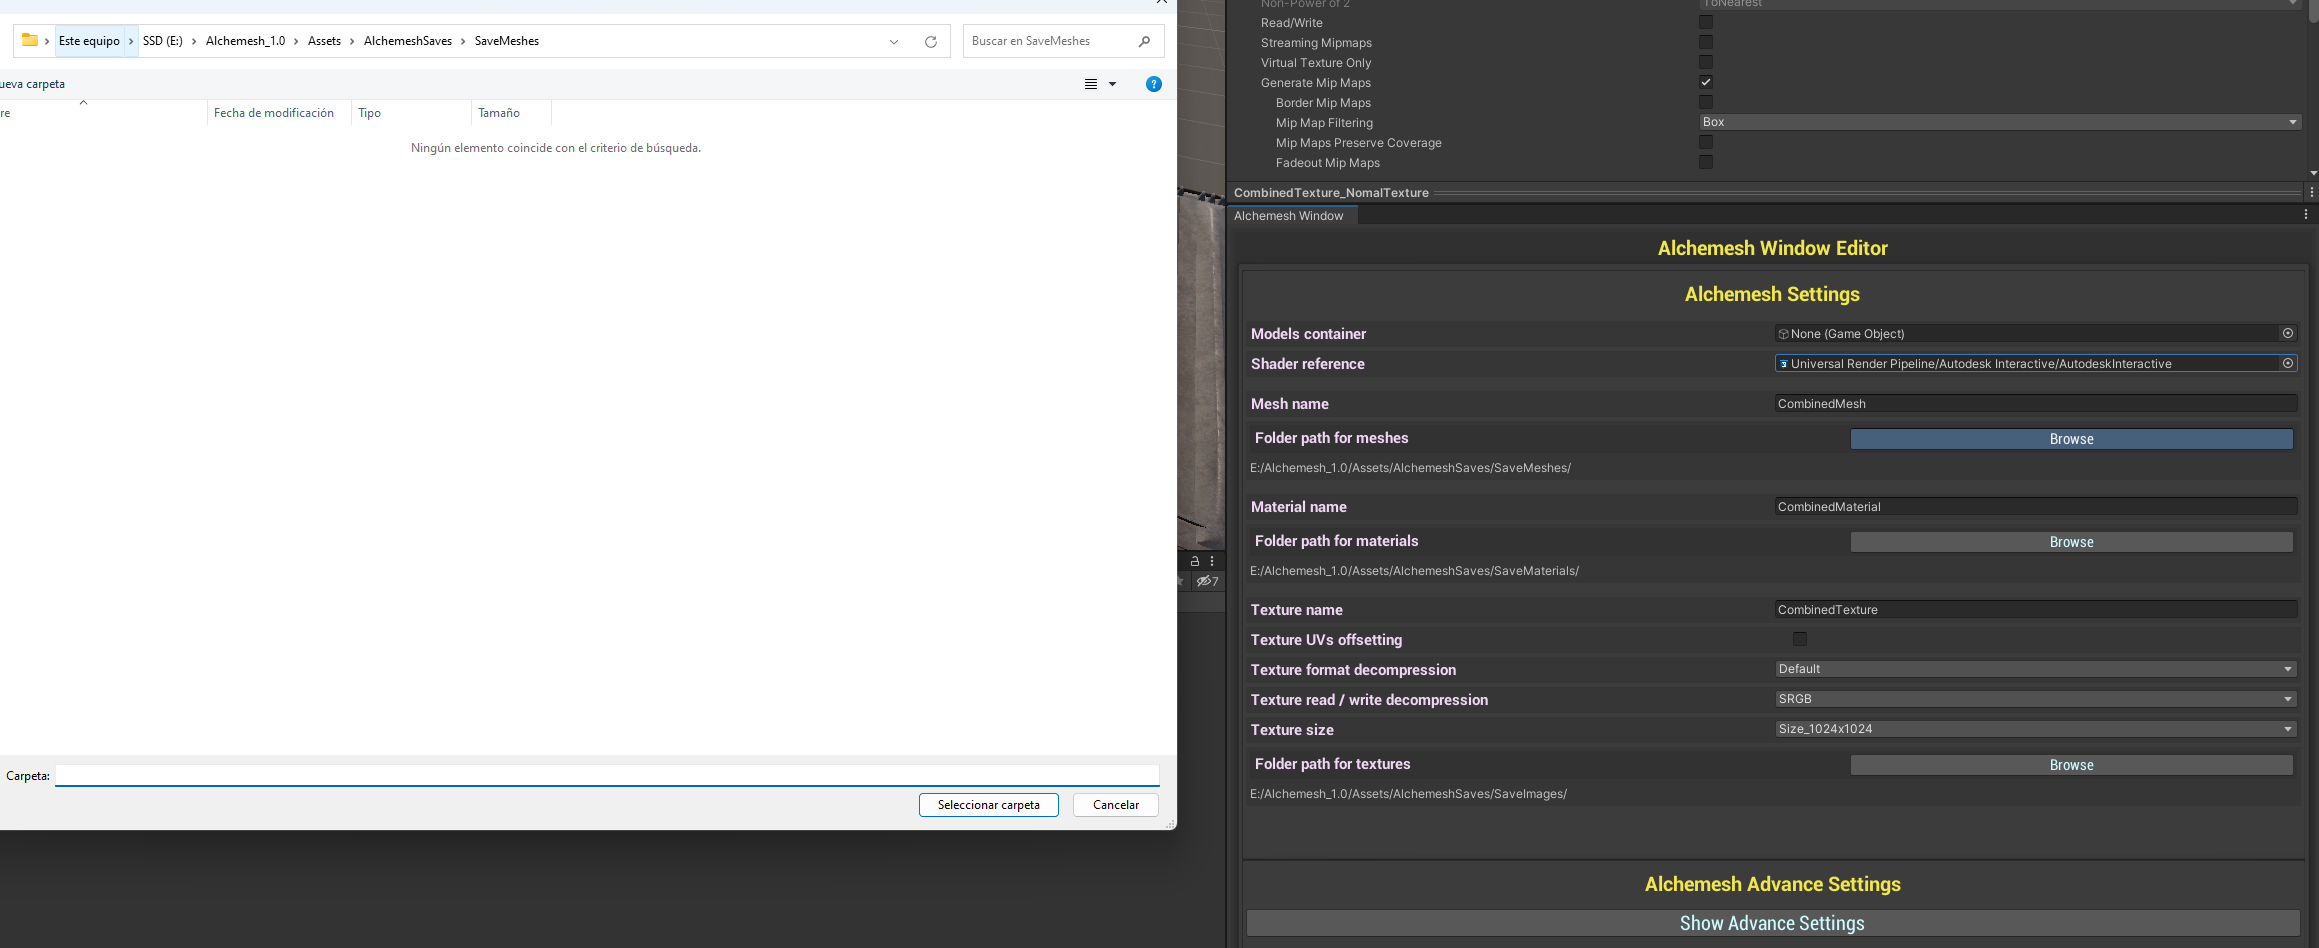 Este equipo > SSD (E:) > Alchemesh_1.0 > Assets > AlchemeshSaves > SaveMeshes
Buscar en SaveMeshes
ueva carpeta
?
re
Fecha de modificación
Tipo
Tamaño
Ningún elemento coincide con el criterio de búsqueda.
Carpeta:
Seleccionar carpeta
Cancelar
7
Non-Power of 2
ToNearest
Read/Write
Streaming Mipmaps
Virtual Texture Only
Generate Mip Maps
Border Mip Maps
Mip Map Filtering
Box
Mip Maps Preserve Coverage
Fadeout Mip Maps
CombinedTexture_NomalTexture
Alchemesh Window
Alchemesh Window Editor
Alchemesh Settings
Models container
None (Game Object)
Shader reference
Universal Render Pipeline/Autodesk Interactive/AutodeskInteractive
Mesh name
CombinedMesh
Folder path for meshes
Browse
E:/Alchemesh_1.0/Assets/AlchemeshSaves/SaveMeshes/
Material name
CombinedMaterial
Folder path for materials
Browse
E:/Alchemesh_1.0/Assets/AlchemeshSaves/SaveMaterials/
Texture name
CombinedTexture
Texture UVs offsetting
Texture format decompression
Default
Texture read / write decompression
SRGB
Texture size
Size_1024x1024
Folder path for textures
Browse
E:/Alchemesh_1.0/Assets/AlchemeshSaves/SaveImages/
Alchemesh Advance Settings
Show Advance Settings